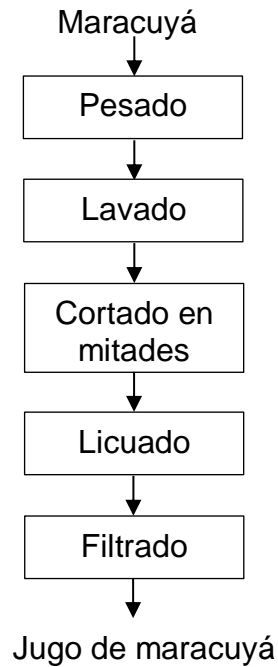 Maracuyá
Pesado
Lavado
Cortado en
mitades
Licuado
Filtrado
Jugo de maracuyá